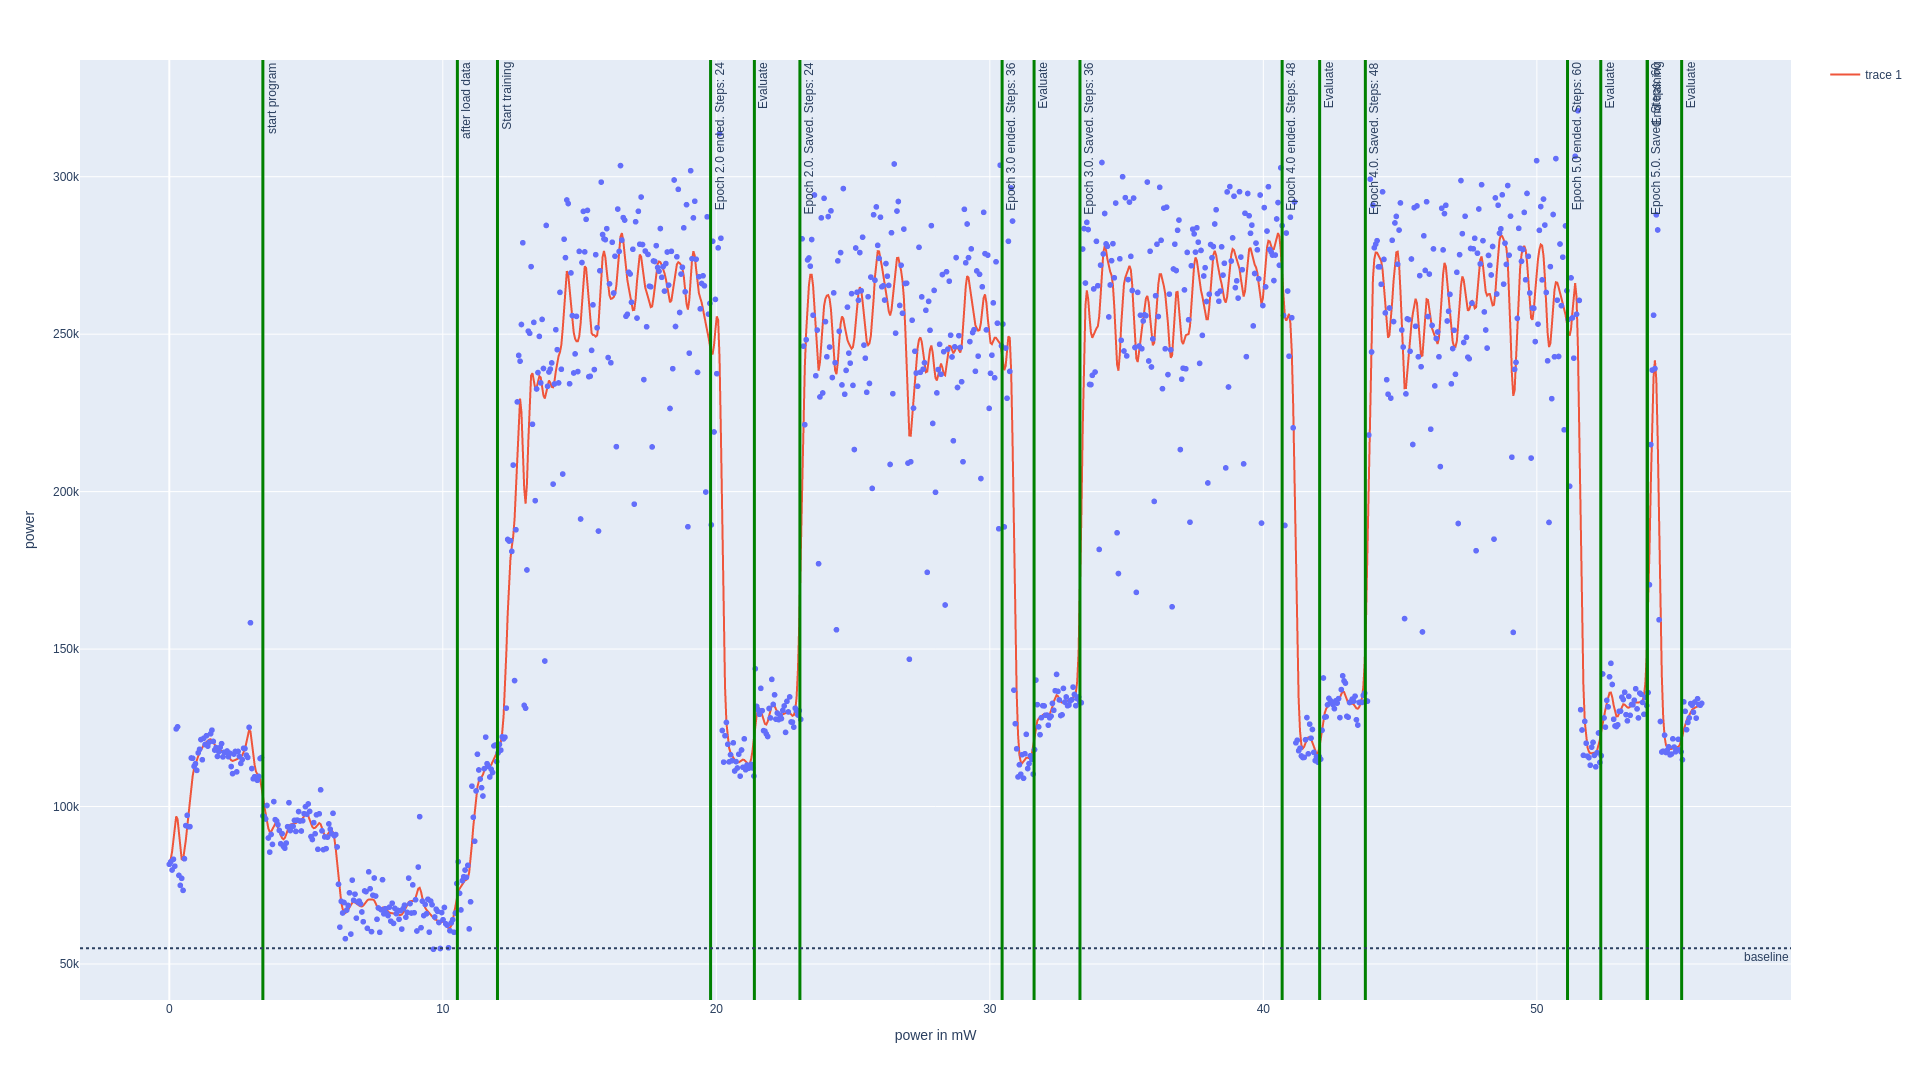 start program
after load data
Start training
Epoch 2.0 ended. Steps: 24
Evaluate
Epoch 2.0. Saved. Steps: 24
Epoch 3.0 ended. Steps: 36
Evaluate
Epoch 3.0. Saved. Steps: 36
Epoch 4.0 ended. Steps: 48
Evaluate
Epoch 4.0. Saved. Steps: 48
Epoch 5.0 ended. Steps: 60
Evaluate
Epoch 5.0. Saved. Steps: 60
Evaluate
trace 1
300k
250k
200k
150k
100k
50k
power
baseline
0
10
20
30
40
50
power in mW